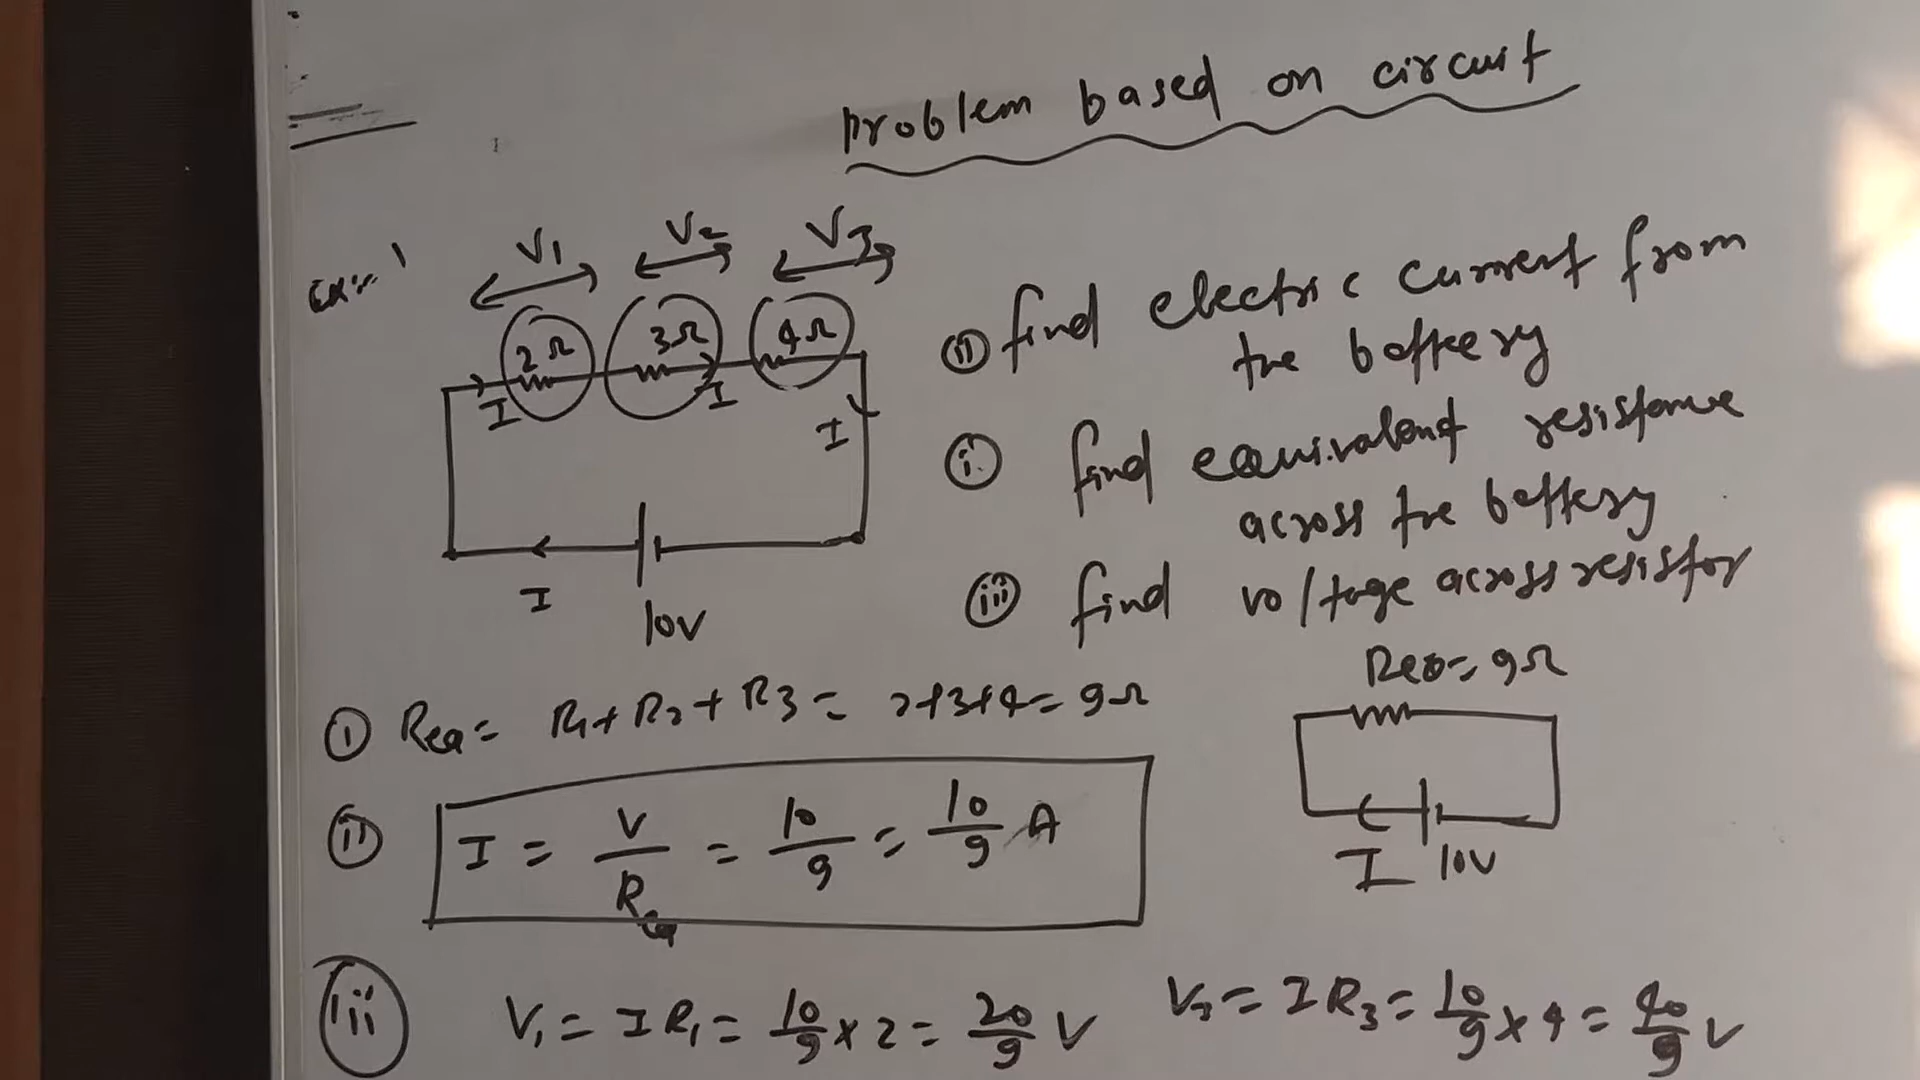 Problem based on circuit
Ex:- 1
V1 V2 V3
2Ω 3Ω 4Ω
I I I
I
10V
(ii) find electric current from
the battery
(i) find equivalent resistance
across the battery
(iii) find voltage across resistor
Req = 9Ω
I 10V
(i) Req = R1 + R2 + R3 = 2+3+4 = 9Ω
(ii) I = V/Req = 10/9 = 10/9 A
(iii) V1 = I R1 = 10/9 × 2 = 20/9 V V3 = I R3 = 10/9 × 4 = 40/9 V